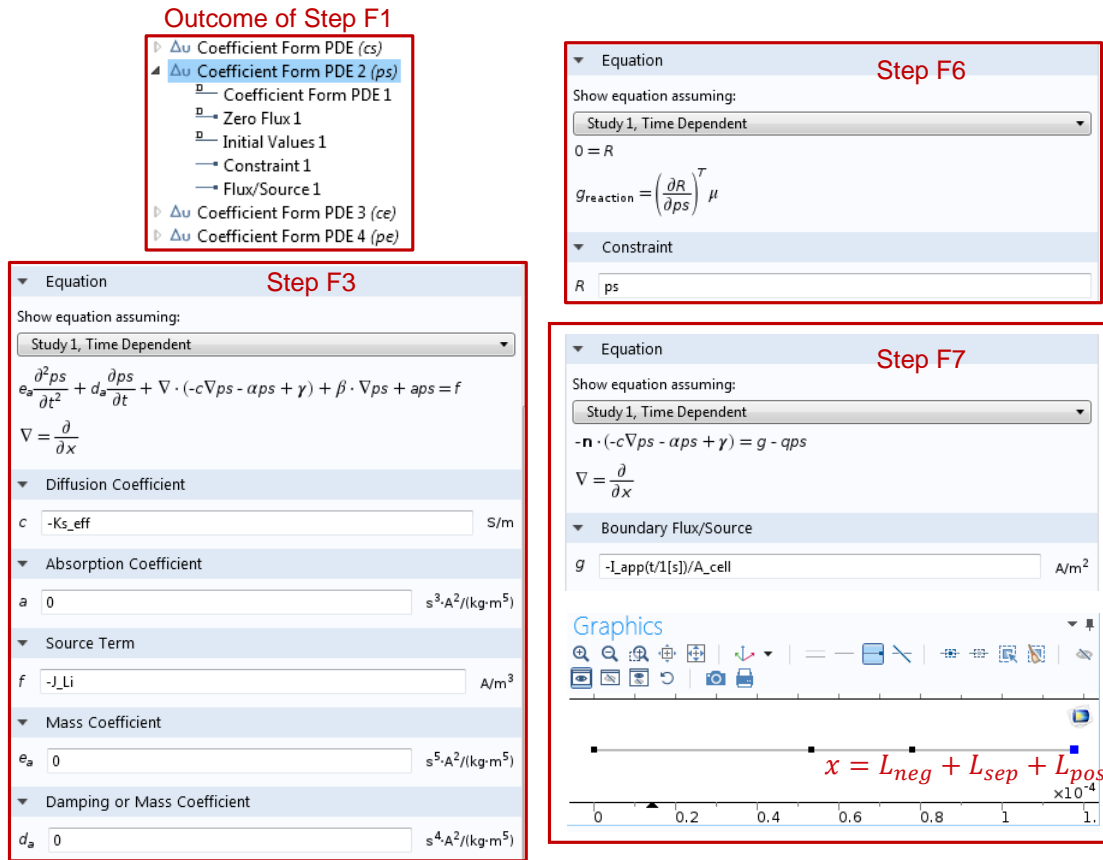 Outcome of Step F1
Δu Coefficient Form PDE (cs)
Δu Coefficient Form PDE 2 (ps)
D Coefficient Form PDE 1
D Zero Flux 1
D Initial Values 1
Constraint 1
Flux/Source 1
Δu Coefficient Form PDE 3 (ce)
Δu Coefficient Form PDE 4 (pe)
Equation
Step F3
Show equation assuming:
Study 1, Time Dependent
e_a ∂²ps/∂t² + d_a ∂ps/∂t + ∇ · (-c∇ps - αps + γ) + β · ∇ps + aps = f
∇ = ∂/∂x
Diffusion Coefficient
c -Ks_eff S/m
Absorption Coefficient
a 0 s³·A²/(kg·m⁵)
Source Term
f -J_Li A/m³
Mass Coefficient
e_a 0 s⁵·A²/(kg·m⁵)
Damping or Mass Coefficient
d_a 0 s⁴·A²/(kg·m⁵)
Equation
Step F6
Show equation assuming:
Study 1, Time Dependent
0 = R
g_reaction = (∂R/∂ps)^T μ
Constraint
R ps
Equation
Step F7
Show equation assuming:
Study 1, Time Dependent
-n · (-c∇ps - αps + γ) = g - qps
∇ = ∂/∂x
Boundary Flux/Source
g -I_app(t/1[s])/A_cell A/m²
Graphics
x = L_neg + L_sep + L_pos
×10⁻⁴
0 0.2 0.4 0.6 0.8 1 1.